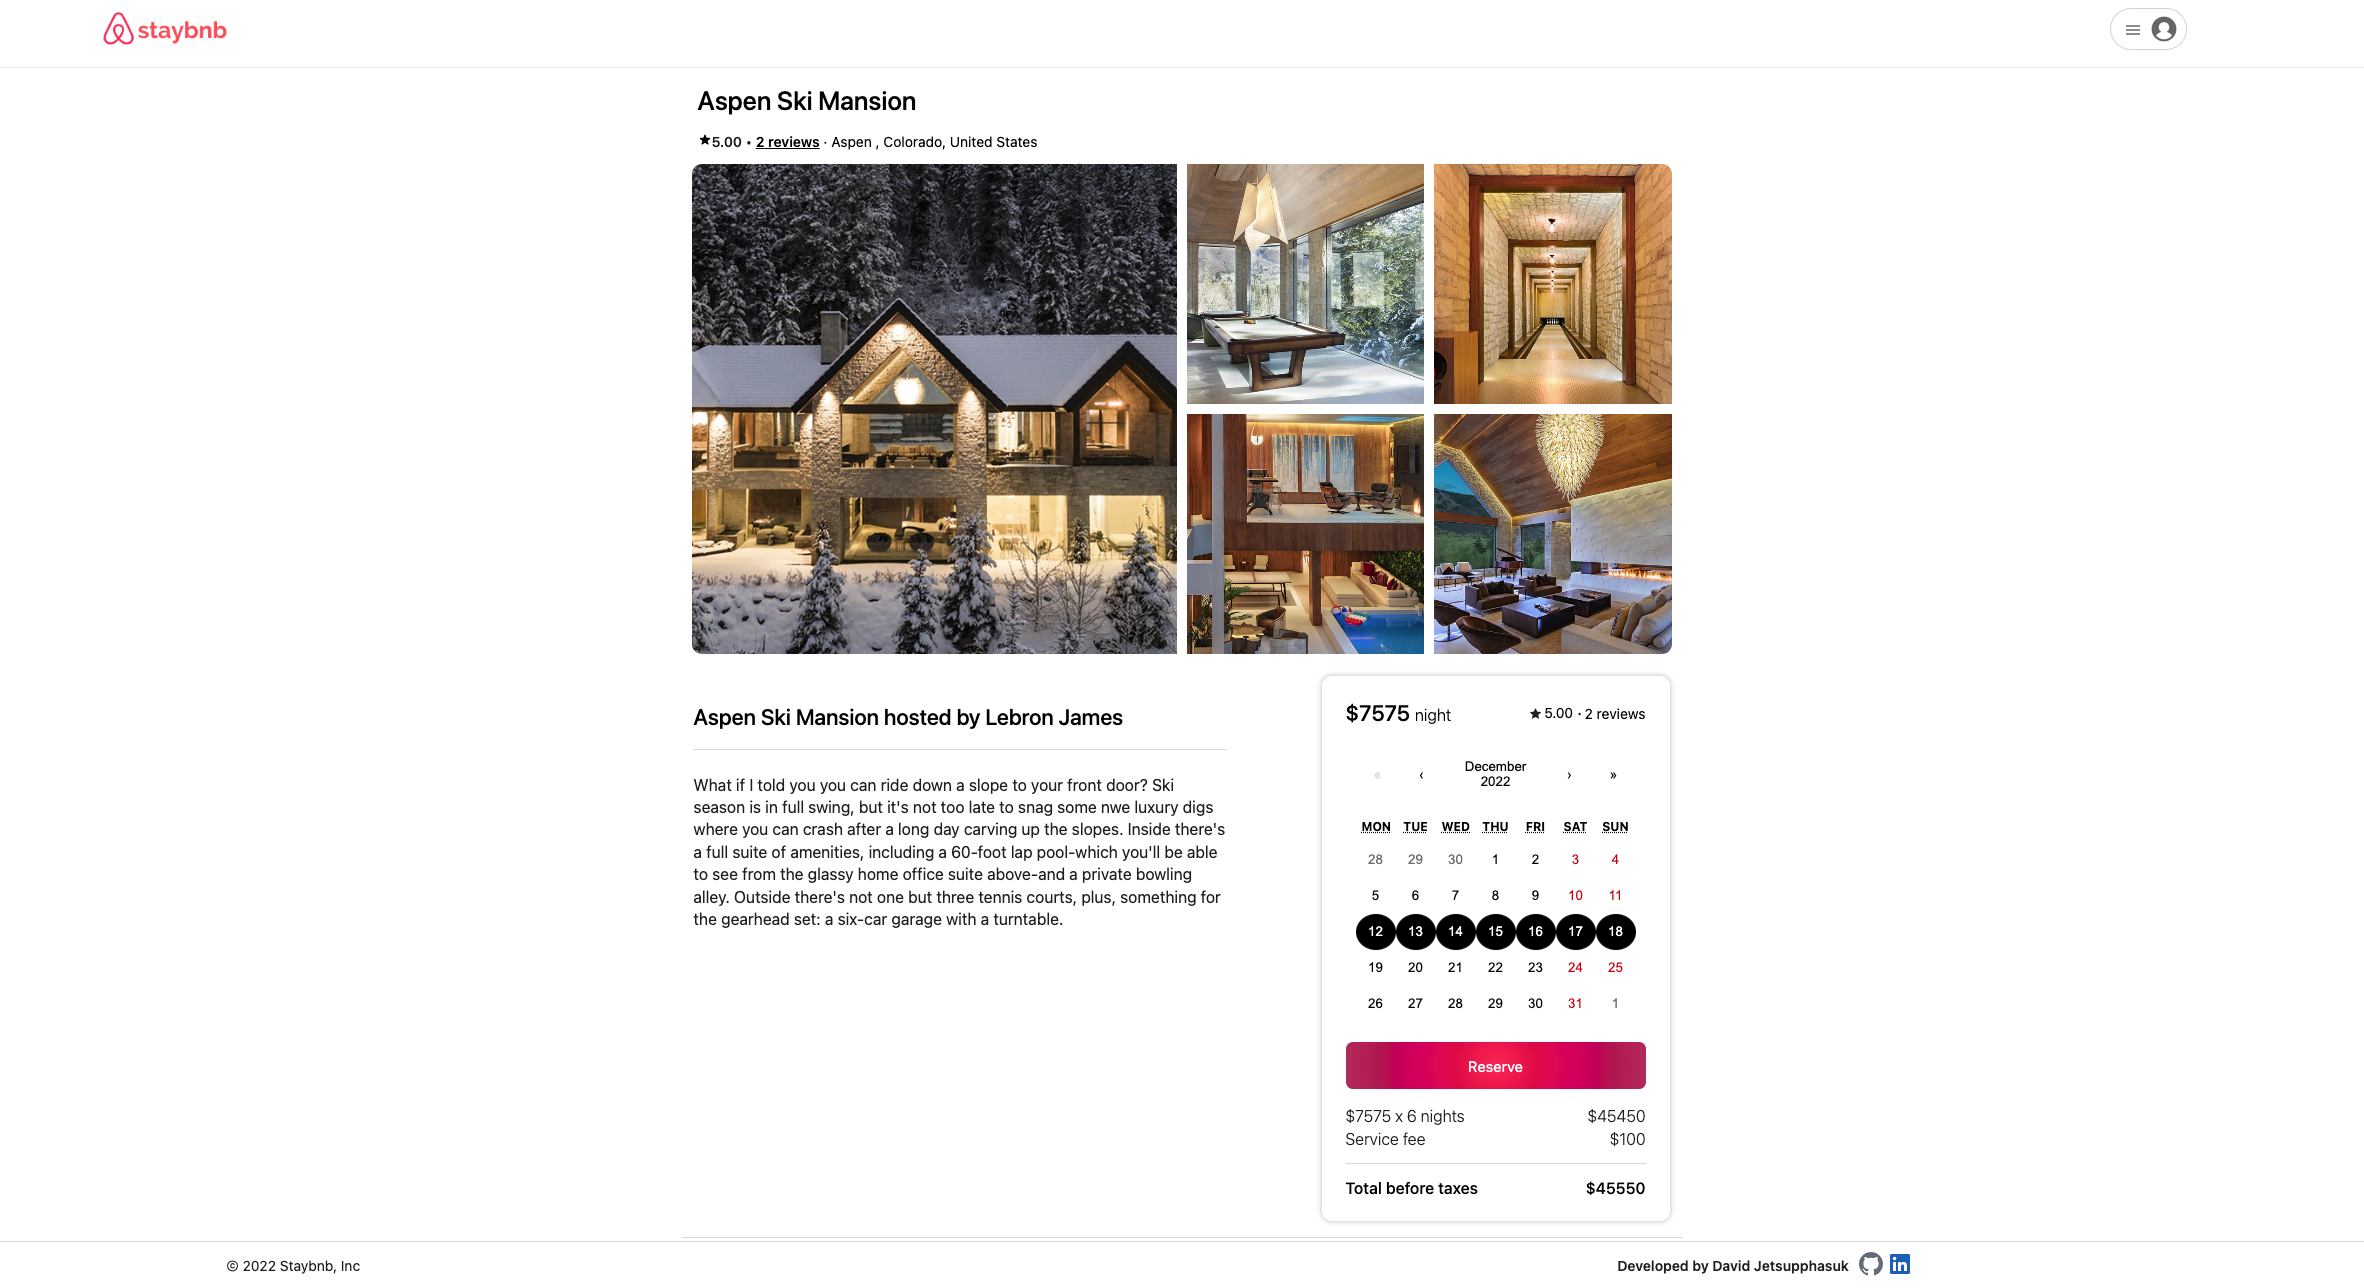 staybnb
Aspen Ski Mansion
★5.00 • 2 reviews · Aspen , Colorado, United States
Aspen Ski Mansion hosted by Lebron James
What if I told you you can ride down a slope to your front door? Ski
season is in full swing, but it's not too late to snag some nwe luxury digs
where you can crash after a long day carving up the slopes. Inside there's
a full suite of amenities, including a 60-foot lap pool-which you'll be able
to see from the glassy home office suite above-and a private bowling
alley. Outside there's not one but three tennis courts, plus, something for
the gearhead set: a six-car garage with a turntable.
$7575 night ★ 5.00 · 2 reviews
« ‹ December › »
2022
MON TUE WED THU FRI SAT SUN
28 29 30 1 2 3 4
5 6 7 8 9 10 11
12 13 14 15 16 17 18
19 20 21 22 23 24 25
26 27 28 29 30 31 1
Reserve
$7575 x 6 nights $45450
Service fee $100
Total before taxes $45550
© 2022 Staybnb, Inc Developed by David Jetsupphasuk in